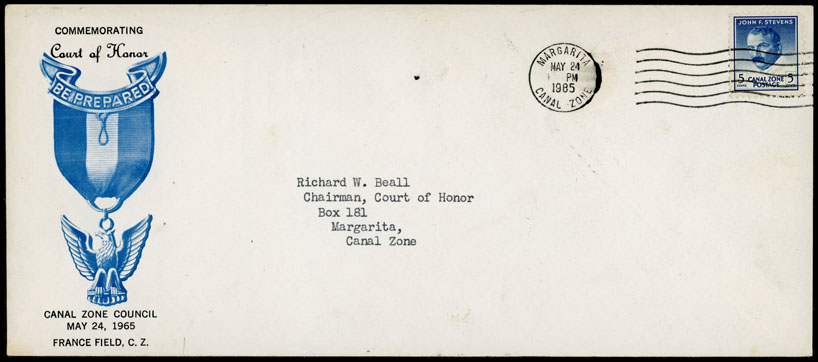 COMMEMORATING
Court of Honor
BE PREPARED
CANAL ZONE COUNCIL
MAY 24, 1965
FRANCE FIELD, C. Z.
MARGARITA
MAY 24
PM
1965
CANAL ZONE
JOHN F. STEVENS
5 CANAL ZONE 5
CENTS POSTAGE CENTS
Richard W. Beall
Chairman, Court of Honor
Box 181
Margarita,
Canal Zone